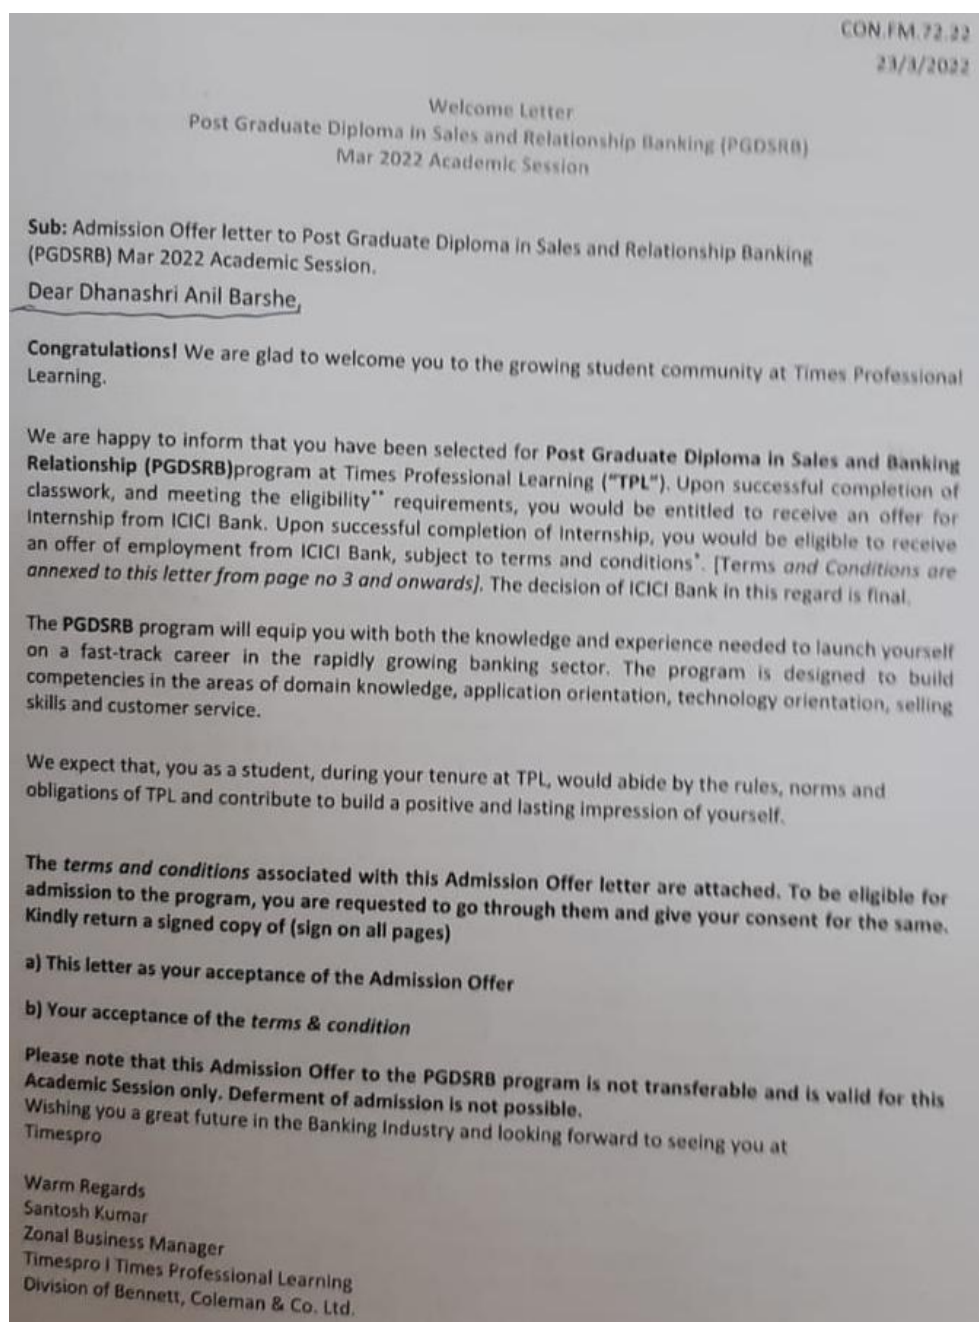 CON.FM.72.22
23/3/2022
Welcome Letter
Post Graduate Diploma in Sales and Relationship Banking (PGDSRB)
Mar 2022 Academic Session
Sub: Admission Offer letter to Post Graduate Diploma in Sales and Relationship Banking
(PGDSRB) Mar 2022 Academic Session.
Dear Dhanashri Anil Barshe,
Congratulations! We are glad to welcome you to the growing student community at Times Professional
Learning.
We are happy to inform that you have been selected for Post Graduate Diploma in Sales and Banking
Relationship (PGDSRB)program at Times Professional Learning ("TPL"). Upon successful completion of
classwork, and meeting the eligibility** requirements, you would be entitled to receive an offer for
Internship from ICICI Bank. Upon successful completion of Internship, you would be eligible to receive
an offer of employment from ICICI Bank, subject to terms and conditions*. [Terms and Conditions are
annexed to this letter from page no 3 and onwards]. The decision of ICICI Bank in this regard is final.
The PGDSRB program will equip you with both the knowledge and experience needed to launch yourself
on a fast-track career in the rapidly growing banking sector. The program is designed to build
competencies in the areas of domain knowledge, application orientation, technology orientation, selling
skills and customer service.
We expect that, you as a student, during your tenure at TPL, would abide by the rules, norms and
obligations of TPL and contribute to build a positive and lasting impression of yourself.
The terms and conditions associated with this Admission Offer letter are attached. To be eligible for
admission to the program, you are requested to go through them and give your consent for the same.
Kindly return a signed copy of (sign on all pages)
a) This letter as your acceptance of the Admission Offer
b) Your acceptance of the terms & condition
Please note that this Admission Offer to the PGDSRB program is not transferable and is valid for this
Academic Session only. Deferment of admission is not possible.
Wishing you a great future in the Banking Industry and looking forward to seeing you at
Timespro
Warm Regards
Santosh Kumar
Zonal Business Manager
Timespro I Times Professional Learning
Division of Bennett, Coleman & Co. Ltd.